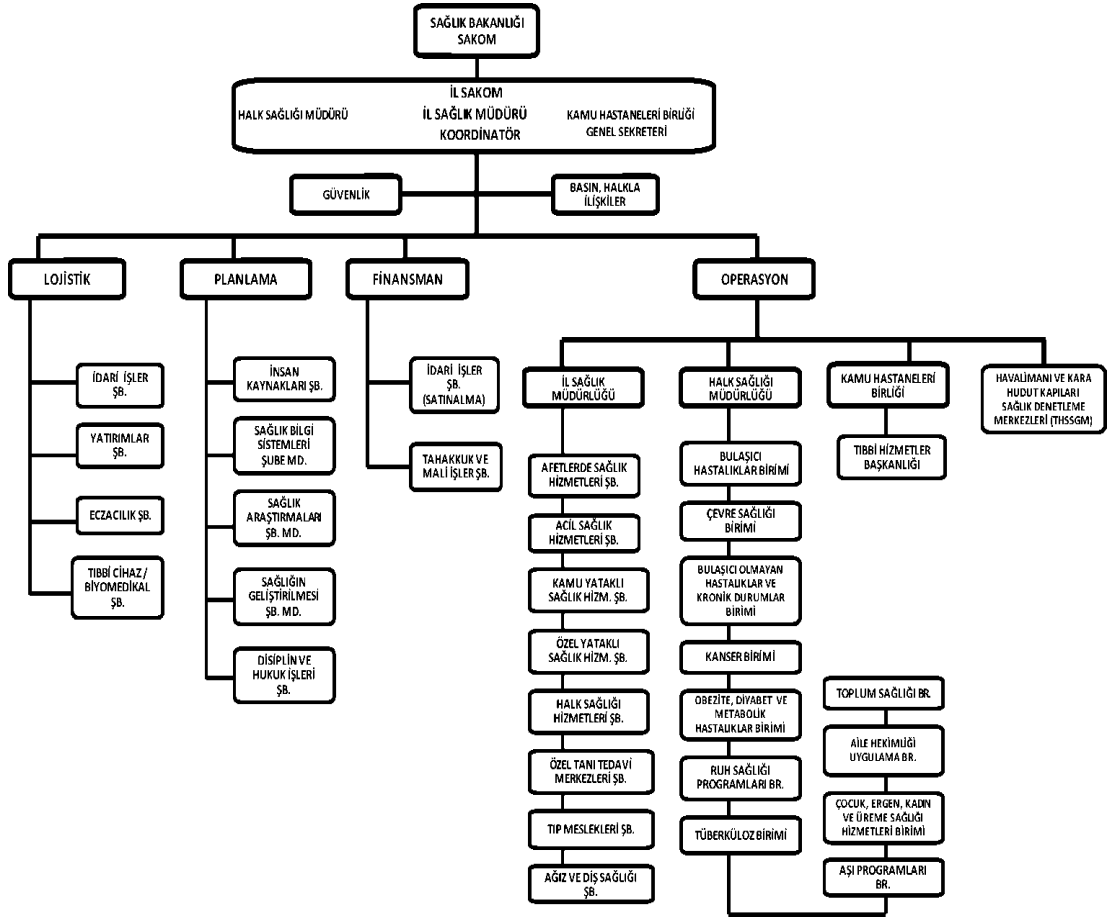 SAĞLIK BAKANLIĞI
SAKOM
İL SAKOM
HALK SAĞLIĞI MÜDÜRÜ
İL SAĞLIK MÜDÜRÜ
KOORDİNATÖR
KAMU HASTANELERİ BİRLİĞİ
GENEL SEKRETERİ
GÜVENLİK
BASIN, HALKLA
İLİŞKİLER
LOJİSTİK
PLANLAMA
FİNANSMAN
OPERASYON
İDARİ İŞLER
ŞB.
YATIRIMLAR
ŞB.
ECZACILIK ŞB.
TIBBİ CİHAZ /
BİYOMEDİKAL
ŞB.
İNSAN
KAYNAKLARI ŞB.
SAĞLIK BİLGİ
SİSTEMLERİ
ŞUBE MD.
SAĞLIK
ARAŞTIRMALARI
ŞB. MD.
SAĞLIĞIN
GELİŞTİRİLMESİ
ŞB. MD.
DİSİPLİN VE
HUKUK İŞLERİ
ŞB.
İDARİ İŞLER
ŞB.
(SATINALMA)
TAHAKKUK VE
MALİ İŞLER ŞB.
İL SAĞLIK
MÜDÜRLÜĞÜ
AFETLERDE SAĞLIK
HİZMETLERİ ŞB.
ACİL SAĞLIK
HİZMETLERİ ŞB.
KAMU YATAKLI
SAĞLIK HİZM. ŞB.
ÖZEL YATAKLI
SAĞLIK HİZM. ŞB.
HALK SAĞLIĞI
HİZMETLERİ ŞB.
ÖZEL TANI TEDAVİ
MERKEZLERİ ŞB.
TIP MESLEKLERİ ŞB.
AĞIZ VE DİŞ SAĞLIĞI
ŞB.
HALK SAĞLIĞI
MÜDÜRLÜĞÜ
BULAŞICI
HASTALIKLAR BİRİMİ
ÇEVRE SAĞLIĞI
BİRİMİ
BULAŞICI OLMAYAN
HASTALIKLAR VE
KRONİK DURUMLAR
BİRİMİ
KANSER BİRİMİ
OBEZİTE, DİYABET VE
METABOLİK
HASTALIKLAR BİRİMİ
RUH SAĞLIĞI
PROGRAMLARI BR.
TÜBERKÜLOZ BİRİMİ
TOPLUM SAĞLIĞI BR.
AİLE HEKİMLİĞİ
UYGULAMA BR.
ÇOCUK, ERGEN, KADIN
VE ÜREME SAĞLIĞI
HİZMETLERİ BİRİMİ
AŞI PROGRAMLARI
BR.
KAMU HASTANELERİ
BİRLİĞİ
TIBBİ HİZMETLER
BAŞKANLIĞI
HAVALİMANI VE KARA
HUDUT KAPILARI
SAĞLIK DENETLEME
MERKEZLERİ (THSSGM)